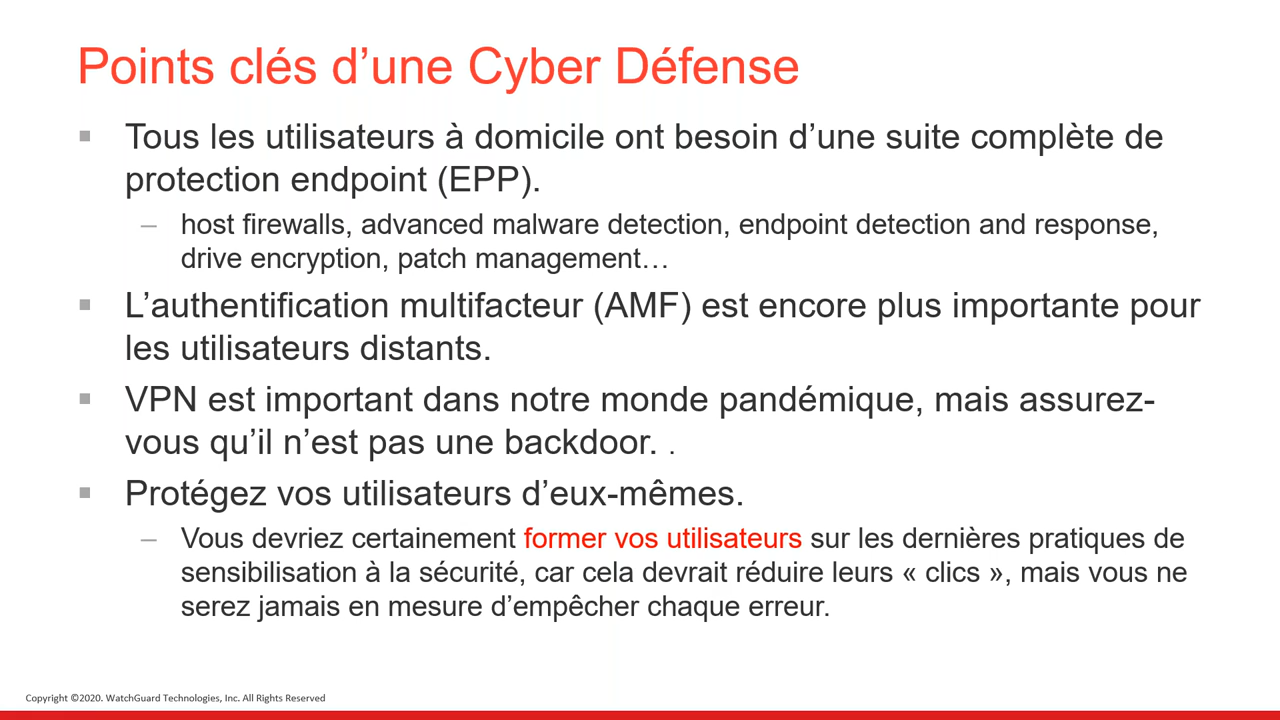 Points clés d’une Cyber Défense
▪ Tous les utilisateurs à domicile ont besoin d’une suite complète de
protection endpoint (EPP).
– host firewalls, advanced malware detection, endpoint detection and response,
drive encryption, patch management…
▪ L’authentification multifacteur (AMF) est encore plus importante pour
les utilisateurs distants.
▪ VPN est important dans notre monde pandémique, mais assurez-
vous qu’il n’est pas une backdoor. .
▪ Protégez vos utilisateurs d’eux-mêmes.
– Vous devriez certainement former vos utilisateurs sur les dernières pratiques de
sensibilisation à la sécurité, car cela devrait réduire leurs « clics », mais vous ne
serez jamais en mesure d’empêcher chaque erreur.
Copyright ©2020. WatchGuard Technologies, Inc. All Rights Reserved